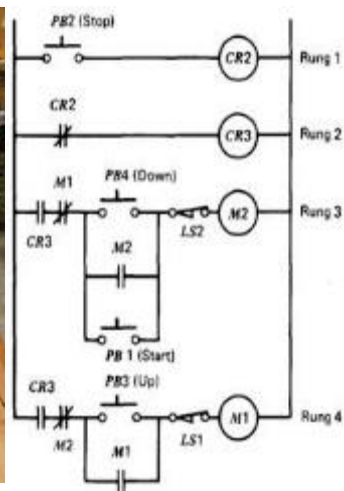 PB2 (Stop)
CR2
Rung 1
CR2
CR3
Rung 2
M1
PB4 (Down)
CR3
LS2
M2
Rung 3
M2
PB 1 (Start)
CR3
PB3 (Up)
M2
LS1
M1
Rung 4
M1